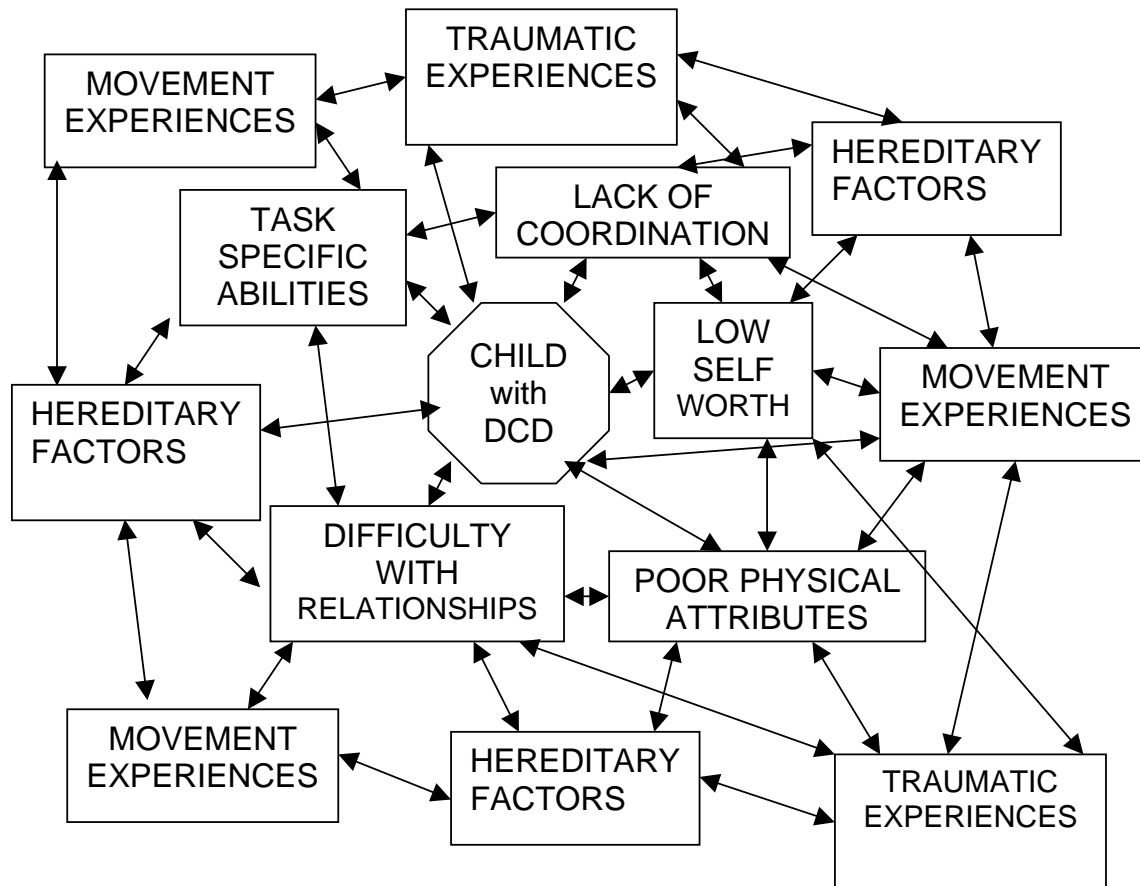 TRAUMATIC
EXPERIENCES
MOVEMENT
EXPERIENCES
HEREDITARY
FACTORS
LACK OF
COORDINATION
TASK
SPECIFIC
ABILITIES
CHILD
with
DCD
LOW
SELF
WORTH
MOVEMENT
EXPERIENCES
HEREDITARY
FACTORS
DIFFICULTY
WITH
RELATIONSHIPS
POOR PHYSICAL
ATTRIBUTES
MOVEMENT
EXPERIENCES
HEREDITARY
FACTORS
TRAUMATIC
EXPERIENCES